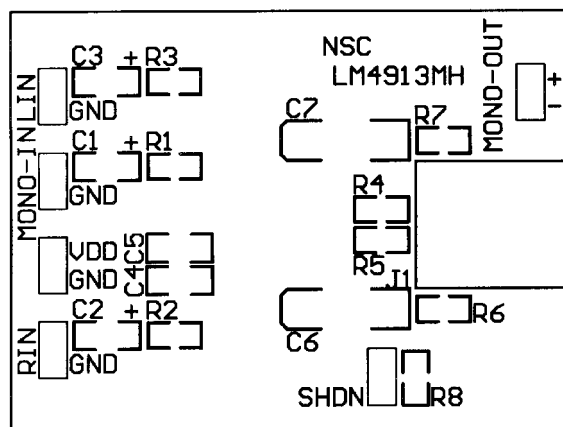 C3 + R3
NSC
LM4913MH
MONO-OUT
+
-
LIN
GND
C7
R7
C1 + R1
MONO-IN
GND
R4
VDD
C5
R5
GND
C4
J1
C2 + R2
R6
RIN
GND
C6
SHDN
R8